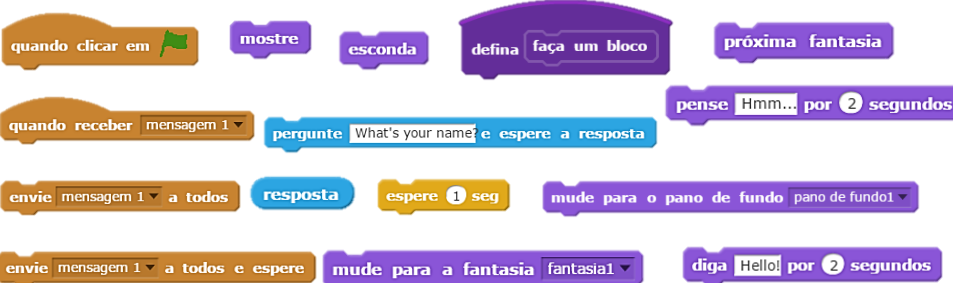 quando clicar em
mostre
esconda
defina faça um bloco
próxima fantasia
quando receber mensagem 1
pergunte What's your name? e espere a resposta
pense Hmm... por 2 segundos
envie mensagem 1 a todos
resposta
espere 1 seg
mude para o pano de fundo pano de fundo1
envie mensagem 1 a todos e espere
mude para a fantasia fantasia1
diga Hello! por 2 segundos